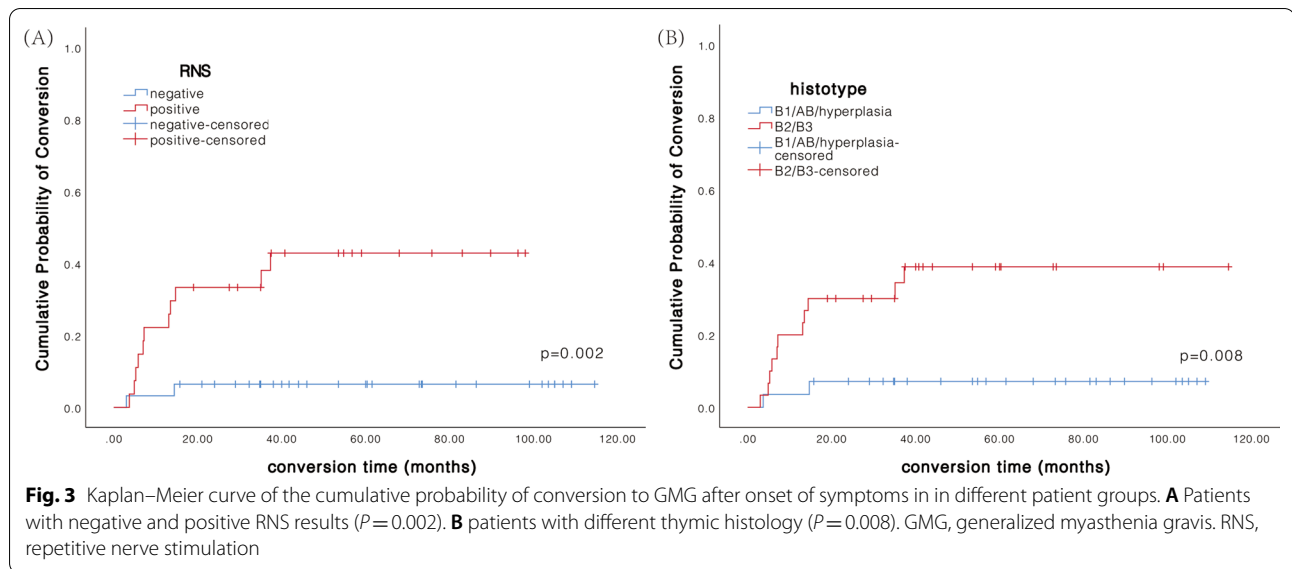 (A)
Cumulative Probability of Conversion
1.0
0.8
0.6
0.4
0.2
0.0
RNS
negative
positive
negative-censored
positive-censored
p=0.002
.00 20.00 40.00 60.00 80.00 100.00 120.00
conversion time (months)
(B)
Cumulative Probability of Conversion
1.0
0.8
0.6
0.4
0.2
0.0
histotype
B1/AB/hyperplasia
B2/B3
B1/AB/hyperplasia-
censored
B2/B3-censored
p=0.008
.00 20.00 40.00 60.00 80.00 100.00 120.00
conversion time (months)
Fig. 3 Kaplan–Meier curve of the cumulative probability of conversion to GMG after onset of symptoms in in different patient groups. A Patients
with negative and positive RNS results (P = 0.002). B patients with different thymic histology (P = 0.008). GMG, generalized myasthenia gravis. RNS,
repetitive nerve stimulation